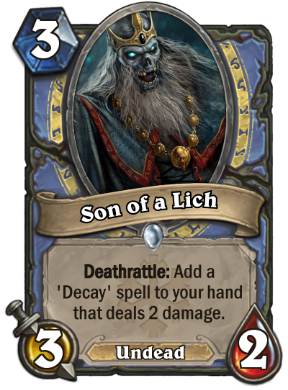 3
Son of a Lich
Deathrattle: Add a
'Decay' spell to your hand
that deals 2 damage.
3
Undead
2